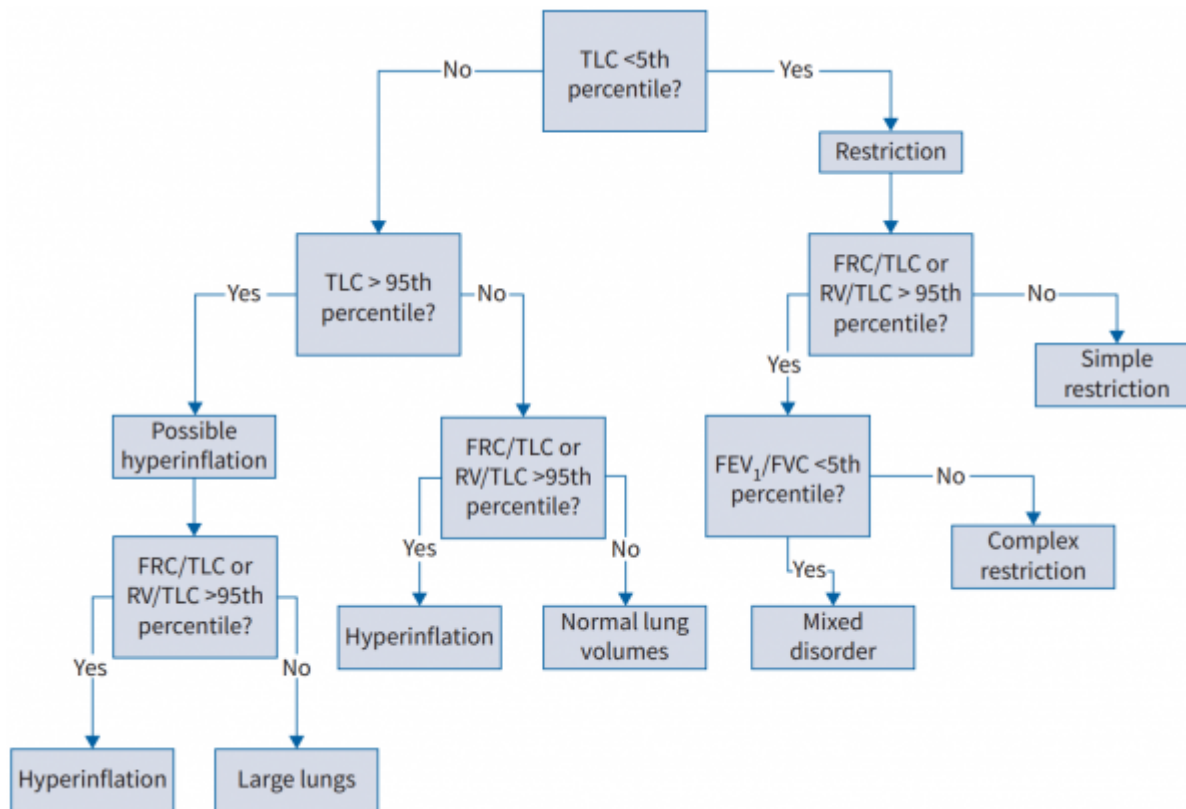 TLC <5th
percentile?
No
Yes
Restriction
TLC > 95th
percentile?
Yes
No
FRC/TLC or
RV/TLC > 95th
percentile?
No
Yes
Simple
restriction
Possible
hyperinflation
FRC/TLC or
RV/TLC >95th
percentile?
FEV₁/FVC <5th
percentile?
No
Yes
No
Yes
Complex
restriction
FRC/TLC or
RV/TLC >95th
percentile?
Hyperinflation
Normal lung
volumes
Mixed
disorder
Yes
No
Hyperinflation
Large lungs